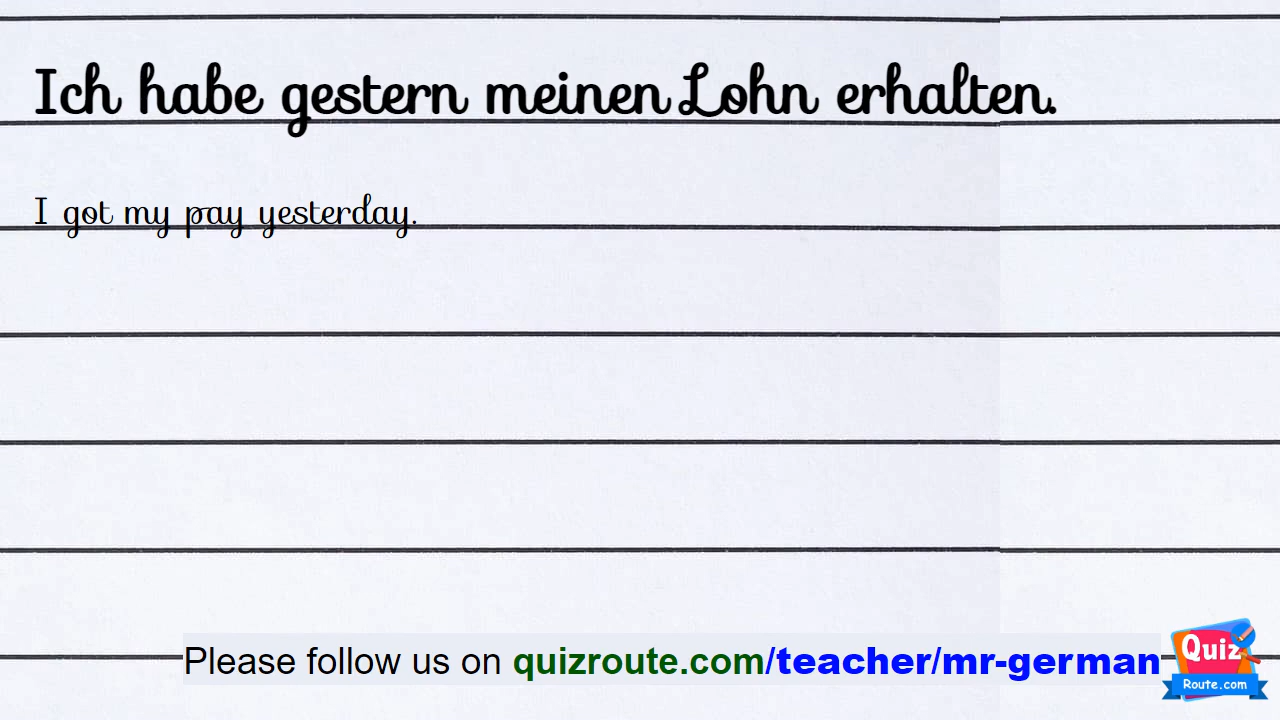 Ich habe gestern meinen Lohn erhalten.
I got my pay yesterday.
Please follow us on quizroute.com/teacher/mr-german
Quiz
Route.com